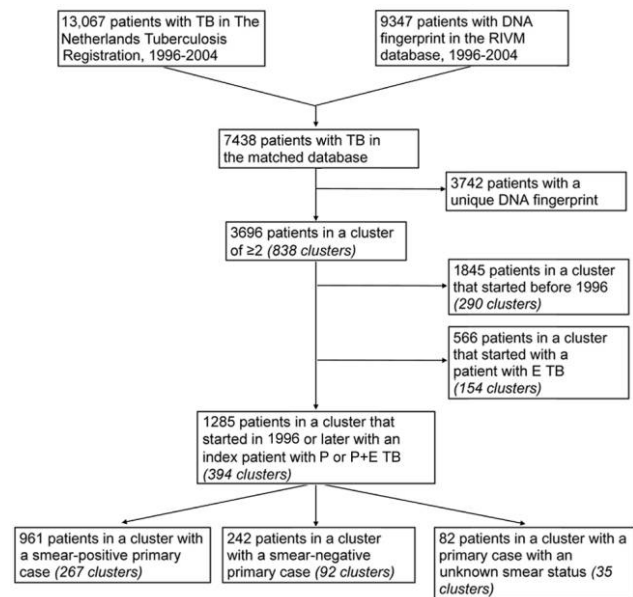 13,067 patients with TB in The
Netherlands Tuberculosis
Registration, 1996-2004
9347 patients with DNA
fingerprint in the RIVM
database, 1996-2004
7438 patients with TB in
the matched database
3742 patients with a
unique DNA fingerprint
3696 patients in a cluster
of ≥2 (838 clusters)
1845 patients in a cluster
that started before 1996
(290 clusters)
566 patients in a cluster
that started with a
patient with E TB
(154 clusters)
1285 patients in a cluster that
started in 1996 or later with an
index patient with P or P+E TB
(394 clusters)
961 patients in a cluster with
a smear-positive primary
case (267 clusters)
242 patients in a cluster
with a smear-negative
primary case (92 clusters)
82 patients in a cluster with a
primary case with an
unknown smear status (35
clusters)